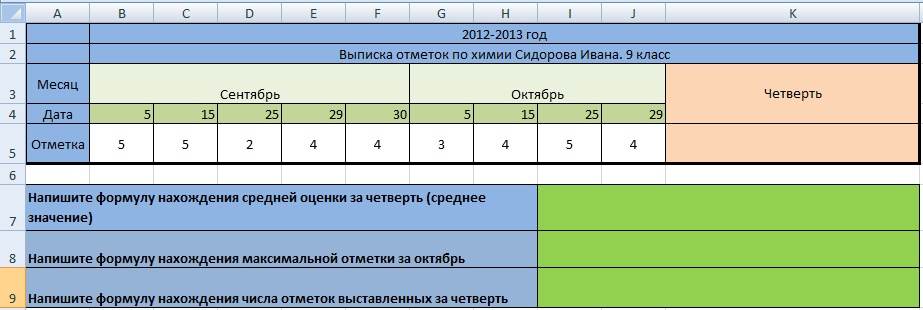 A B C D E F G H I J K
1 2012-2013 год
2 Выписка отметок по химии Сидорова Ивана. 9 класс
3 Месяц Сентябрь Октябрь Четверть
4 Дата 5 15 25 29 30 5 15 25 29
5 Отметка 5 5 2 4 4 3 4 5 4
6
7 Напишите формулу нахождения средней оценки за четверть (среднее
значение)
8 Напишите формулу нахождения максимальной отметки за октябрь
9 Напишите формулу нахождения числа отметок выставленных за четверть